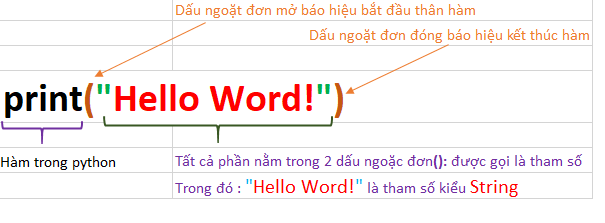 Dấu ngoặt đơn mở báo hiệu bắt đầu thân hàm
Dấu ngoặt đơn đóng báo hiệu kết thúc hàm
print("Hello Word!")
Hàm trong python
Tất cả phần nằm trong 2 dấu ngoặc đơn(): được gọi là tham số
Trong đó : "Hello Word!" là tham số kiểu String